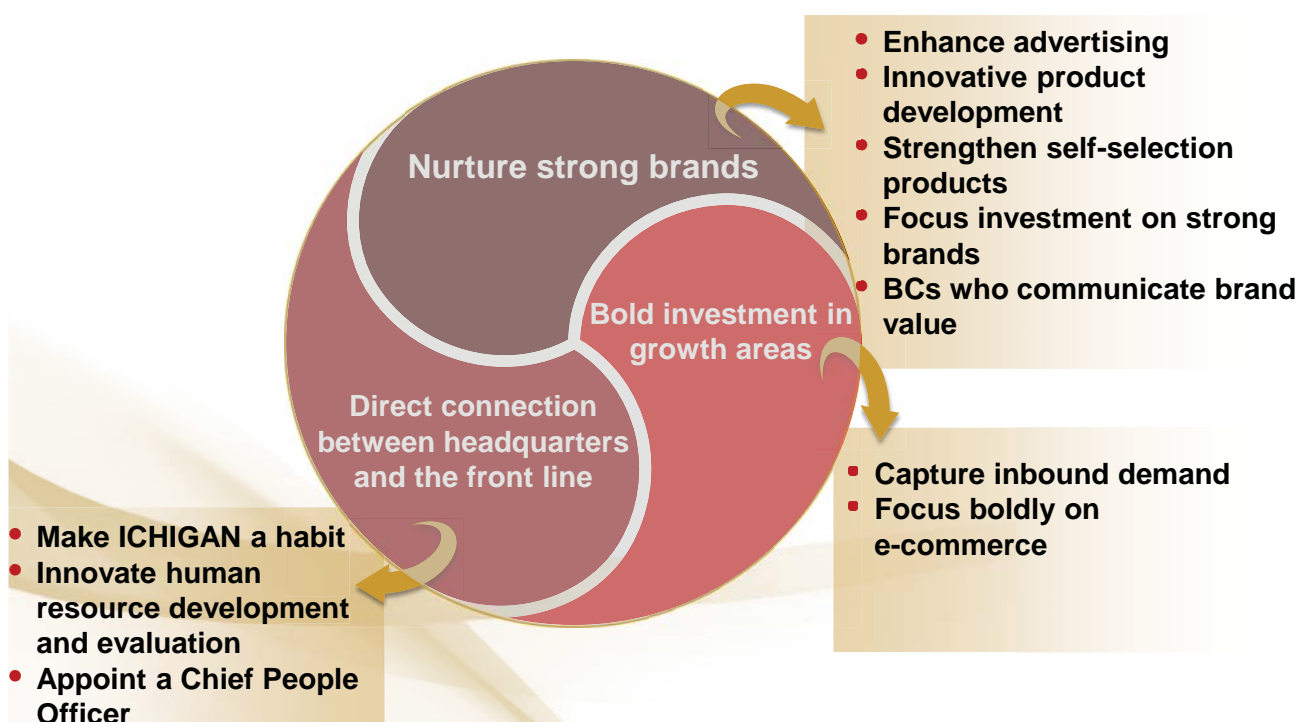 Nurture strong brands
Bold investment in
growth areas
Direct connection
between headquarters
and the front line
• Enhance advertising
• Innovative product
development
• Strengthen self-selection
products
• Focus investment on strong
brands
• BCs who communicate brand
value
▪ Capture inbound demand
▪ Focus boldly on
e-commerce
• Make ICHIGAN a habit
• Innovate human
resource development
and evaluation
• Appoint a Chief People
Officer